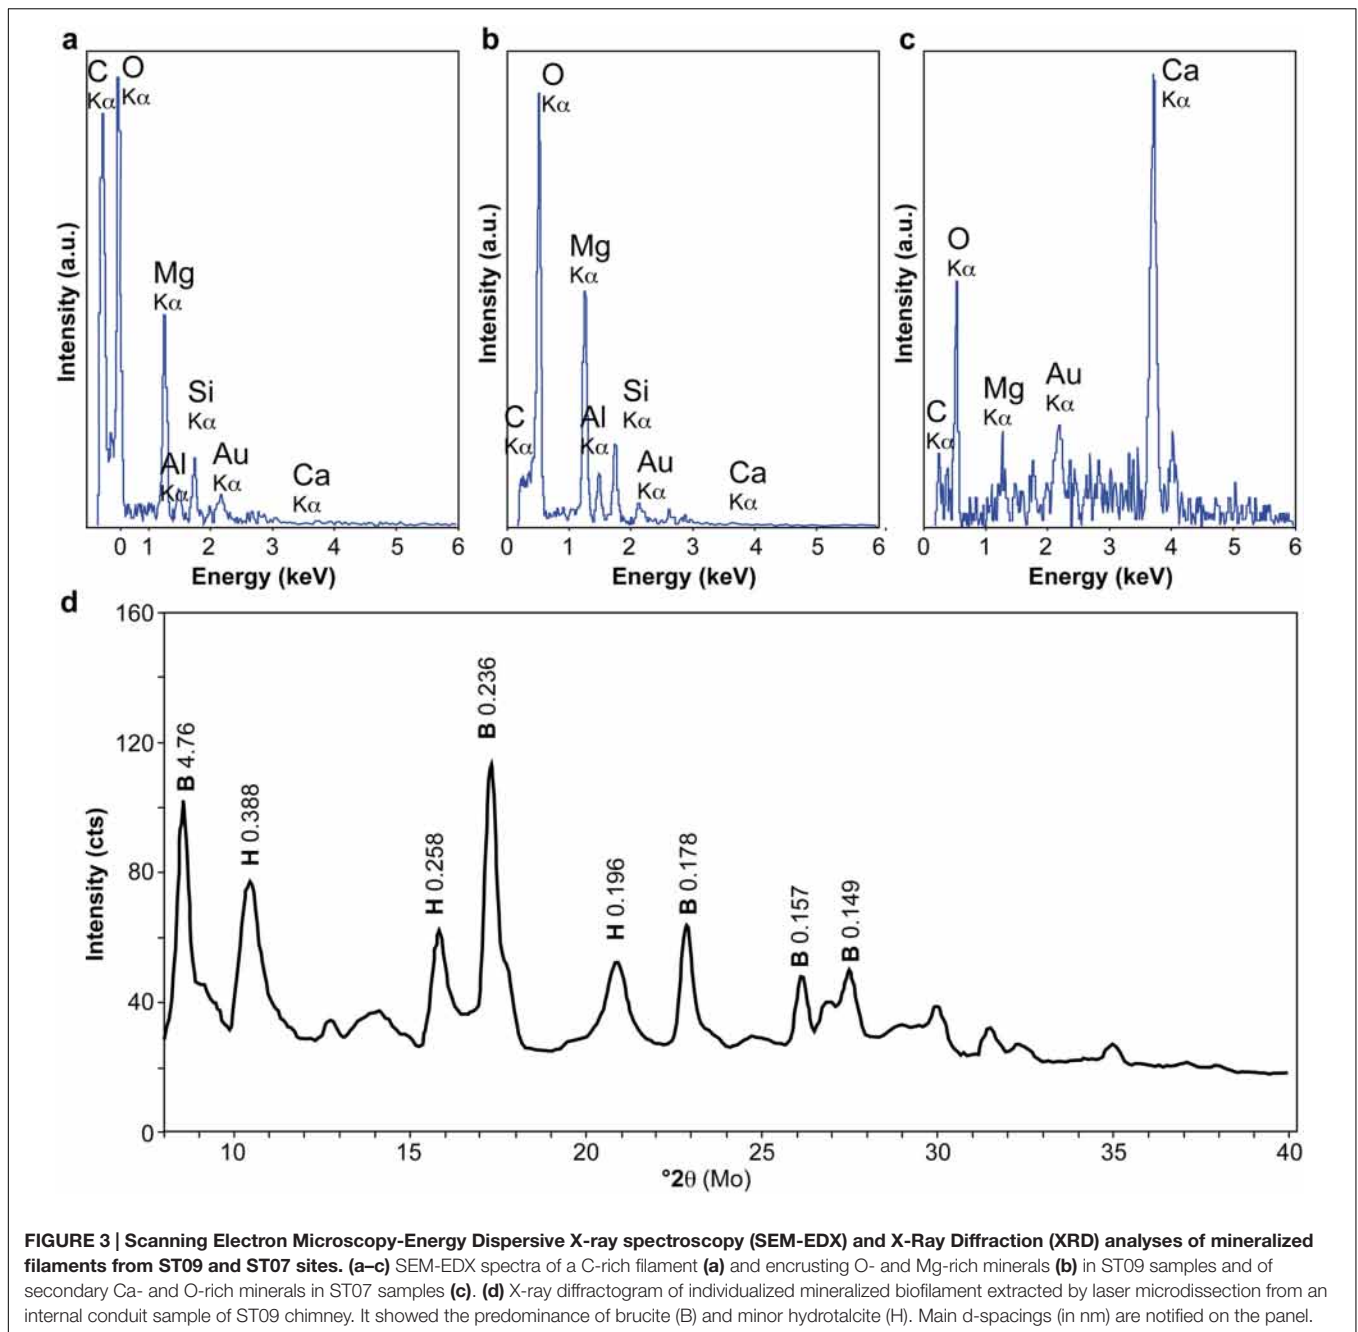 a
C
Kα
O
Kα
Mg
Kα
Al
Kα
Si
Kα
Au
Kα
Ca
Kα
Intensity (a.u.)
0 1 2 3 4 5 6
Energy (keV)
b
C
Kα
O
Kα
Mg
Kα
Al
Kα
Si
Kα
Au
Kα
Ca
Kα
Intensity (a.u.)
0 1 2 3 4 5 6
Energy (keV)
c
C
Kα
O
Kα
Mg
Kα
Au
Kα
Ca
Kα
Intensity (a.u.)
0 1 2 3 4 5 6
Energy (keV)
d
160
120
80
40
0
Intensity (cts)
B 4.76
H 0.388
H 0.258
B 0.236
H 0.196
B 0.178
B 0.157
B 0.149
10 15 20 25 30 35 40
°2θ (Mo)
FIGURE 3 | Scanning Electron Microscopy-Energy Dispersive X-ray spectroscopy (SEM-EDX) and X-Ray Diffraction (XRD) analyses of mineralized
filaments from ST09 and ST07 sites. (a–c) SEM-EDX spectra of a C-rich filament (a) and encrusting O- and Mg-rich minerals (b) in ST09 samples and of
secondary Ca- and O-rich minerals in ST07 samples (c). (d) X-ray diffractogram of individualized mineralized biofilament extracted by laser microdissection from an
internal conduit sample of ST09 chimney. It showed the predominance of brucite (B) and minor hydrotalcite (H). Main d-spacings (in nm) are notified on the panel.